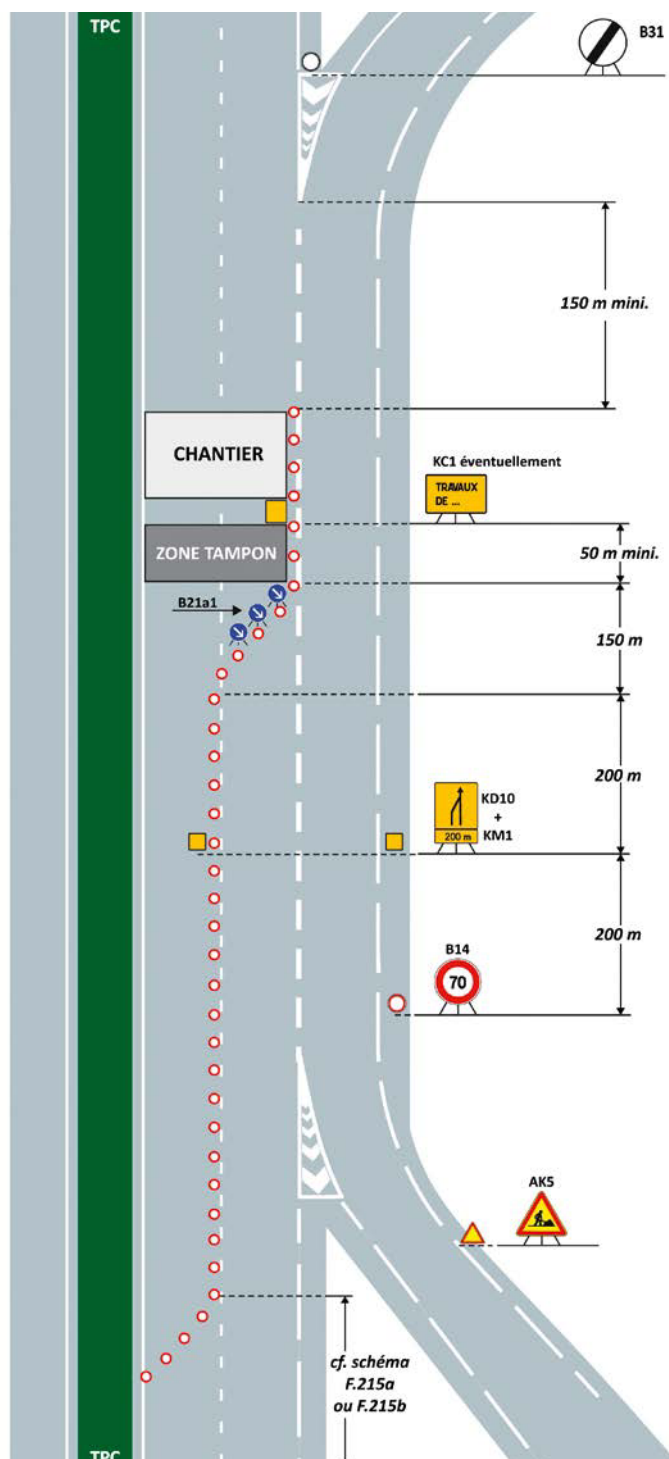 TPC
B31
150 m mini.
CHANTIER
KC1 éventuellement
TRAVAUX
DE ...
ZONE TAMPON
50 m mini.
B21a1
150 m
200 m
KD10
+
KM1
200 m
200 m
B14
70
AK5
cf. schéma
F.215a
ou F.215b
TPC